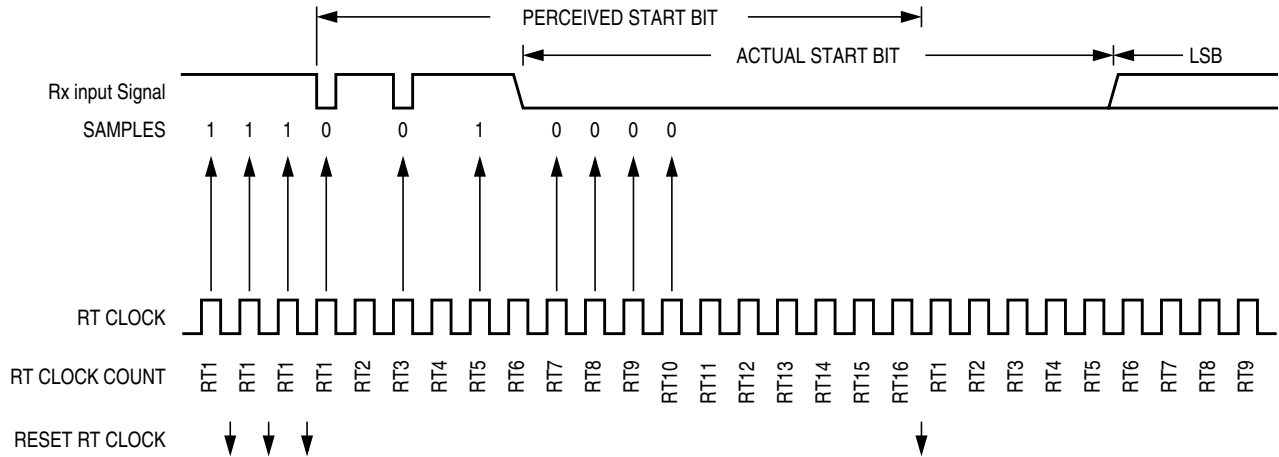 PERCEIVED START BIT
ACTUAL START BIT
LSB
Rx input Signal
SAMPLES 1 1 1 0 0 1 0 0 0 0
RT CLOCK
RT CLOCK COUNT RT1 RT1 RT1 RT1 RT2 RT3 RT4 RT5 RT6 RT7 RT8 RT9 RT10 RT11 RT12 RT13 RT14 RT15 RT16 RT1 RT2 RT3 RT4 RT5 RT6 RT7 RT8 RT9
RESET RT CLOCK